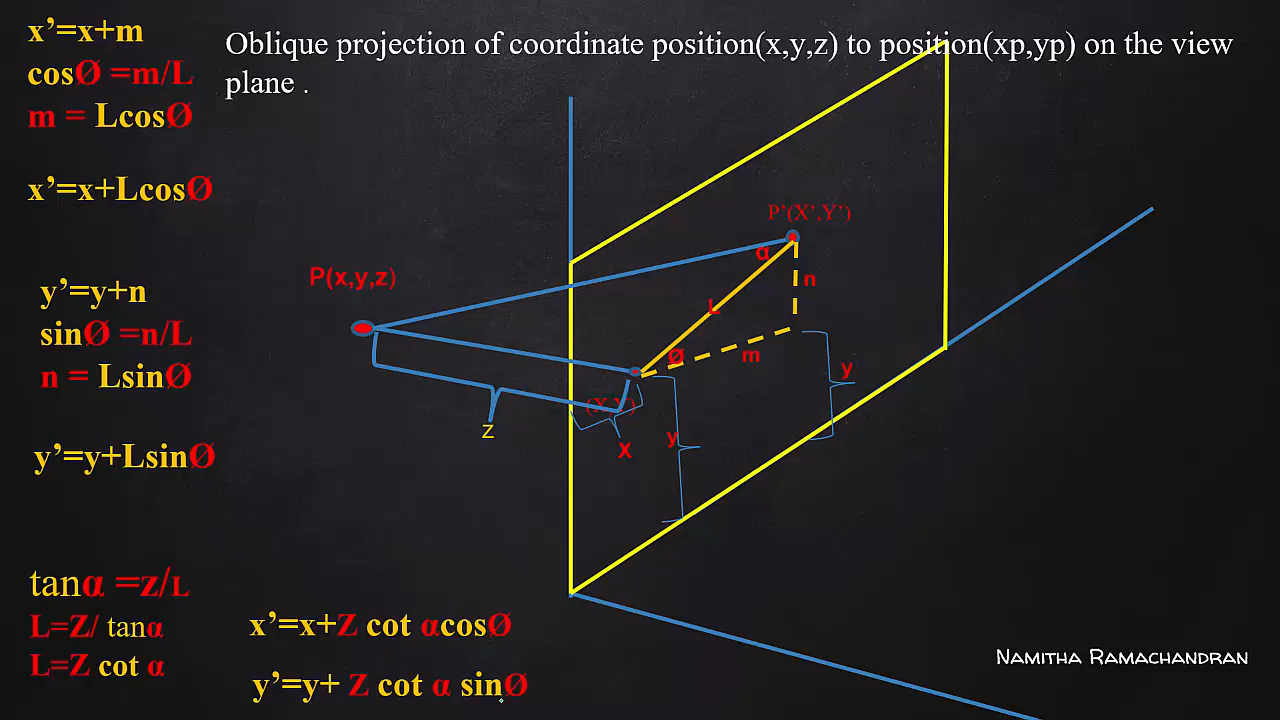 Oblique projection of coordinate position(x,y,z) to position(xp,yp) on the view
plane .
x’=x+m
cosØ =m/L
m = LcosØ
x’=x+LcosØ
y’=y+n
sinØ =n/L
n = LsinØ
y’=y+LsinØ
tanα =z/L
L=Z/ tanα
L=Z cot α
x’=x+Z cot αcosØ
y’=y+ Z cot α sinØ
P’(X’,Y’)
α
n
P(x,y,z)
L
Ø
m
y
(X,Y)
z
X
y
Namitha Ramachandran